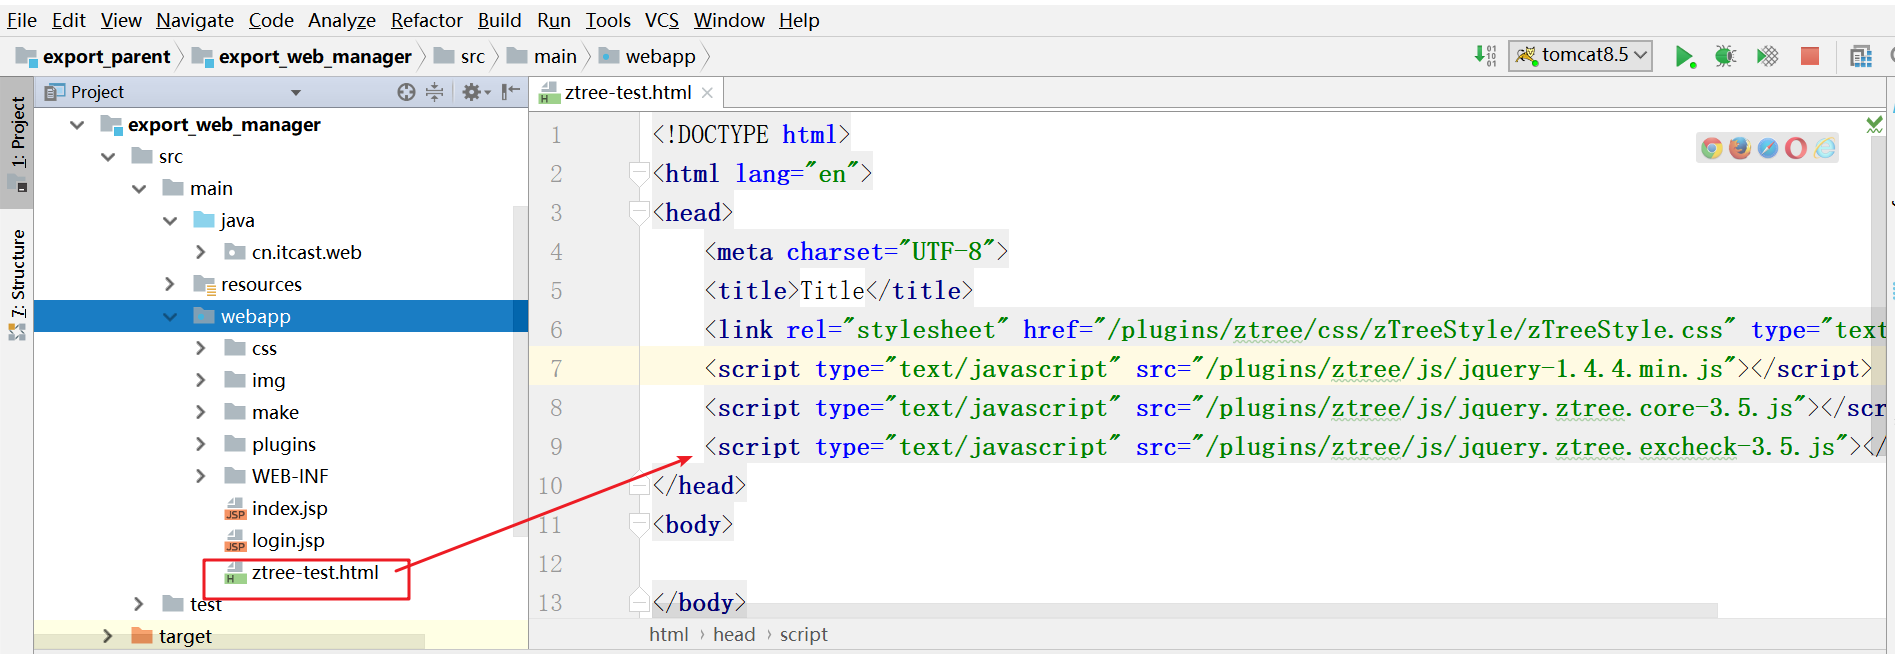 File Edit View Navigate Code Analyze Refactor Build Run Tools VCS Window Help
export_parent export_web_manager src main webapp
tomcat8.5
1: Project
7: Structure
Project
export_web_manager
src
main
java
cn.itcast.web
resources
webapp
css
img
make
plugins
WEB-INF
index.jsp
login.jsp
ztree-test.html
test
target
ztree-test.html
1 <!DOCTYPE html>
2 <html lang="en">
3 <head>
4 <meta charset="UTF-8">
5 <title>Title</title>
6 <link rel="stylesheet" href="/plugins/ztree/css/zTreeStyle/zTreeStyle.css" type="text
7 <script type="text/javascript" src="/plugins/ztree/js/jquery-1.4.4.min.js"></script>
8 <script type="text/javascript" src="/plugins/ztree/js/jquery.ztree.core-3.5.js"></scr
9 <script type="text/javascript" src="/plugins/ztree/js/jquery.ztree.excheck-3.5.js"></
10 </head>
11 <body>
12
13 </body>
html › head › script